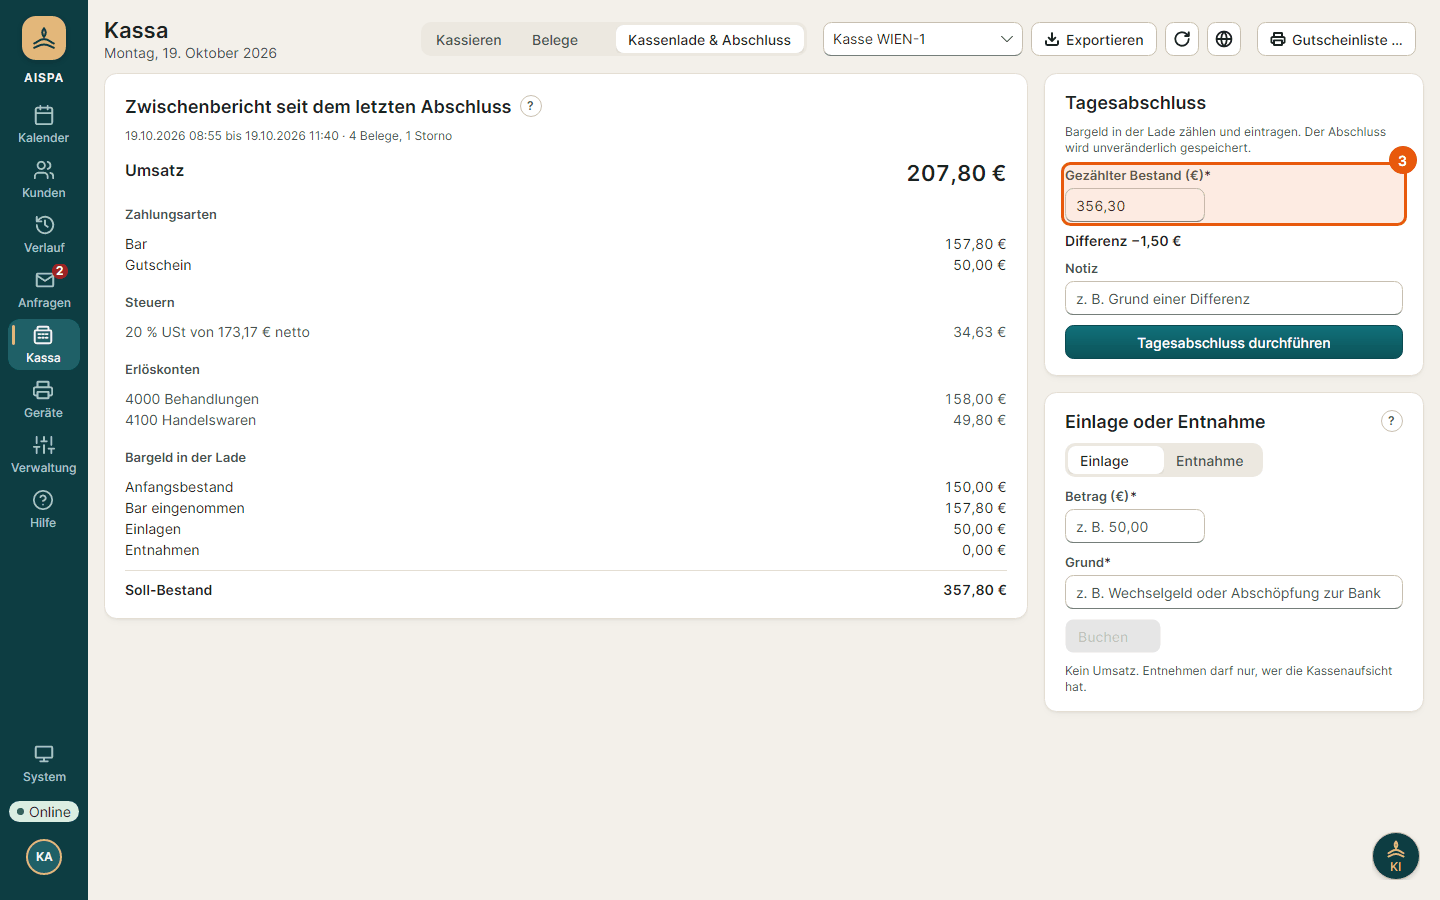 AISPA
Kalender
Kunden
Verlauf
2
Anfragen
Kassa
Geräte
Verwaltung
Hilfe
System
Online
KA
Kassa
Montag, 19. Oktober 2026
Kassieren
Belege
Kassenlade & Abschluss
Kasse WIEN-1
Exportieren
Gutscheinliste ...
Zwischenbericht seit dem letzten Abschluss ?
19.10.2026 08:55 bis 19.10.2026 11:40 · 4 Belege, 1 Storno
Umsatz 207,80 €
Zahlungsarten
Bar 157,80 €
Gutschein 50,00 €
Steuern
20 % USt von 173,17 € netto 34,63 €
Erlöskonten
4000 Behandlungen 158,00 €
4100 Handelswaren 49,80 €
Bargeld in der Lade
Anfangsbestand 150,00 €
Bar eingenommen 157,80 €
Einlagen 50,00 €
Entnahmen 0,00 €
Soll-Bestand 357,80 €
Tagesabschluss
Bargeld in der Lade zählen und eintragen. Der Abschluss
wird unveränderlich gespeichert.
3
Gezählter Bestand (€)*
356,30
Differenz −1,50 €
Notiz
z. B. Grund einer Differenz
Tagesabschluss durchführen
Einlage oder Entnahme ?
Einlage
Entnahme
Betrag (€)*
z. B. 50,00
Grund*
z. B. Wechselgeld oder Abschöpfung zur Bank
Buchen
Kein Umsatz. Entnehmen darf nur, wer die Kassenaufsicht
hat.
KI